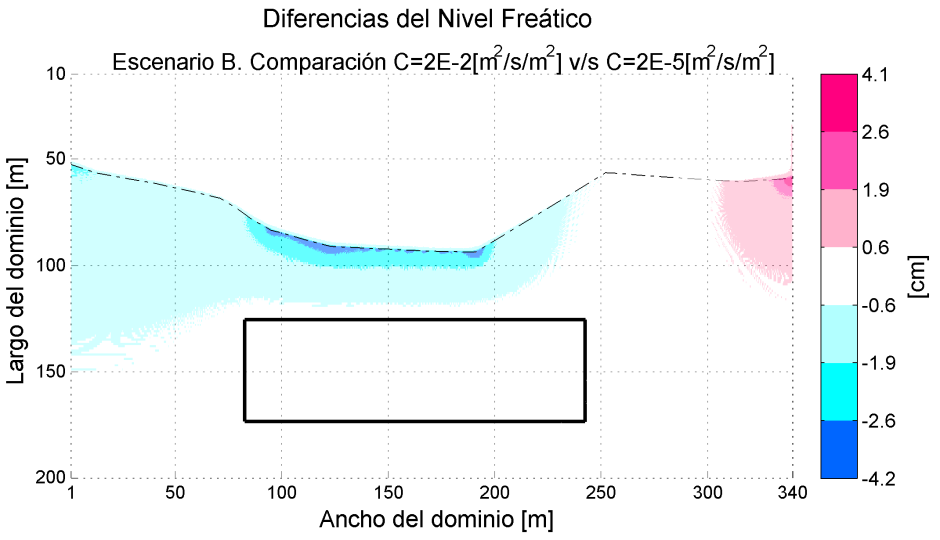 Diferencias del Nivel Freático
Escenario B. Comparación C=2E-2[m²/s/m²] v/s C=2E-5[m²/s/m²]
10
50
100
150
200
Largo del dominio [m]
1 50 100 150 200 250 300 340
Ancho del dominio [m]
4.1
2.6
1.9
0.6
-0.6
-1.9
-2.6
-4.2
[cm]